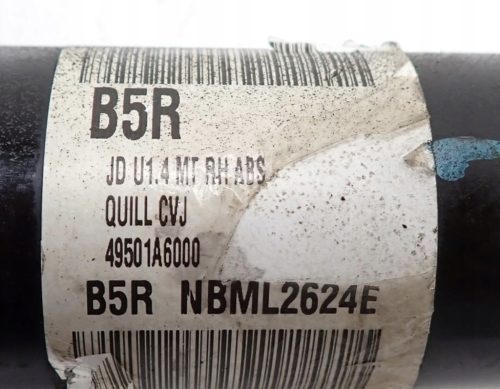 B5R
JD U1.4 MT RH ABS
QUILL CVJ
49501A6000
B5R NBML2624E